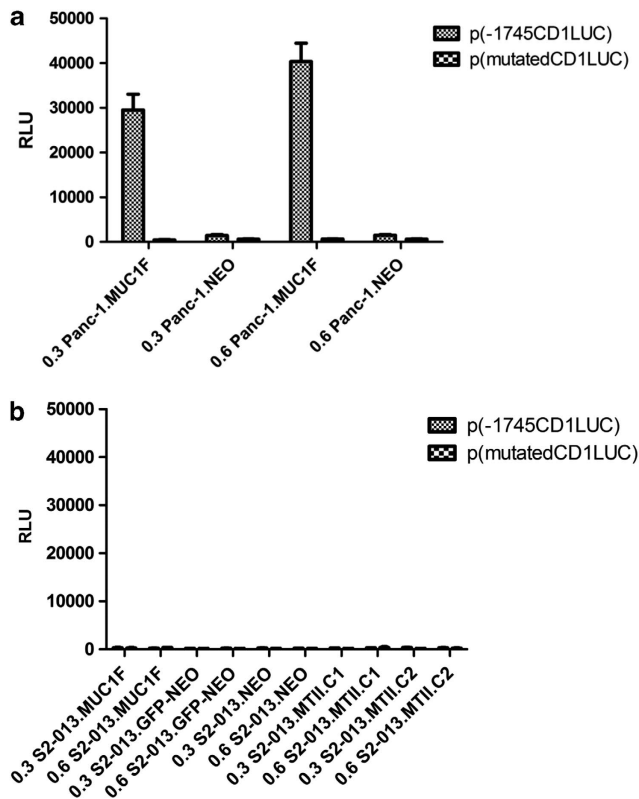 a
50000
40000
30000
20000
10000
0
RLU
p(-1745CD1LUC)
p(mutatedCD1LUC)
0.3 Panc-1.MUC1F
0.3 Panc-1.NEO
0.6 Panc-1.MUC1F
0.6 Panc-1.NEO
b
50000
40000
30000
20000
10000
0
RLU
p(-1745CD1LUC)
p(mutatedCD1LUC)
0.3 S2-013.MUC1F
0.6 S2-013.MUC1F
0.3 S2-013.GFP-NEO
0.6 S2-013.GFP-NEO
0.3 S2-013.NEO
0.6 S2-013.NEO
0.3 S2-013.MTII.C1
0.6 S2-013.MTII.C1
0.3 S2-013.MTII.C2
0.6 S2-013.MTII.C2